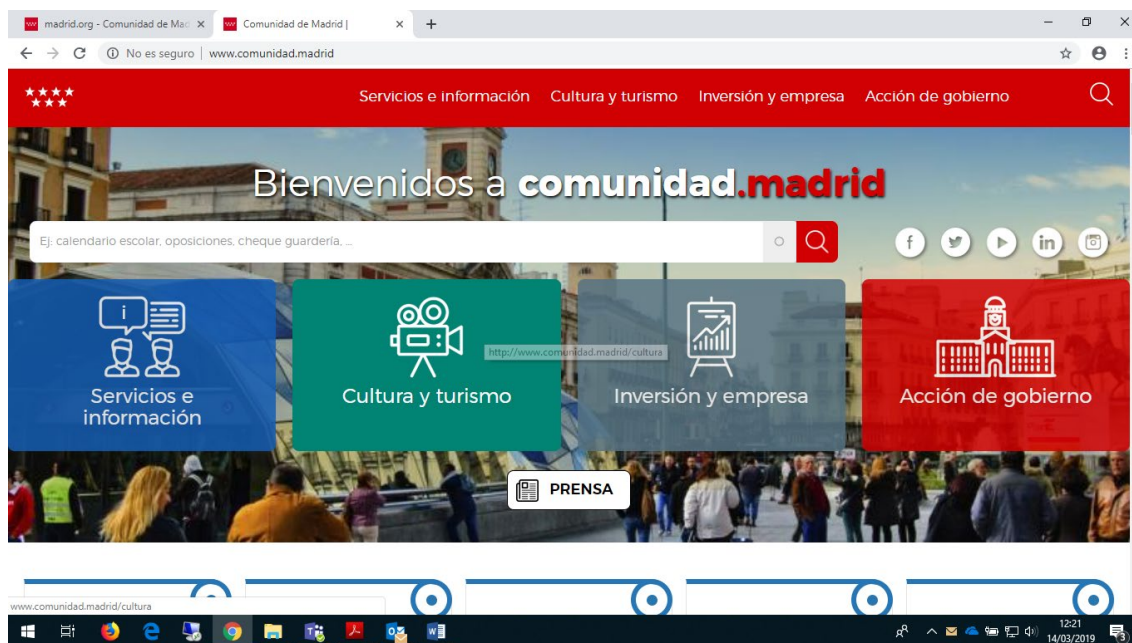 madrid.org - Comunidad de Mad
Comunidad de Madrid |
No es seguro | www.comunidad.madrid
Servicios e información
Cultura y turismo
Inversión y empresa
Acción de gobierno
Bienvenidos a comunidad.madrid
Ej: calendario escolar, oposiciones, cheque guardería, ...
http://www.comunidad.madrid/cultura
Servicios e
información
Cultura y turismo
Inversión y empresa
Acción de gobierno
PRENSA
www.comunidad.madrid/cultura
12:21
14/03/2019